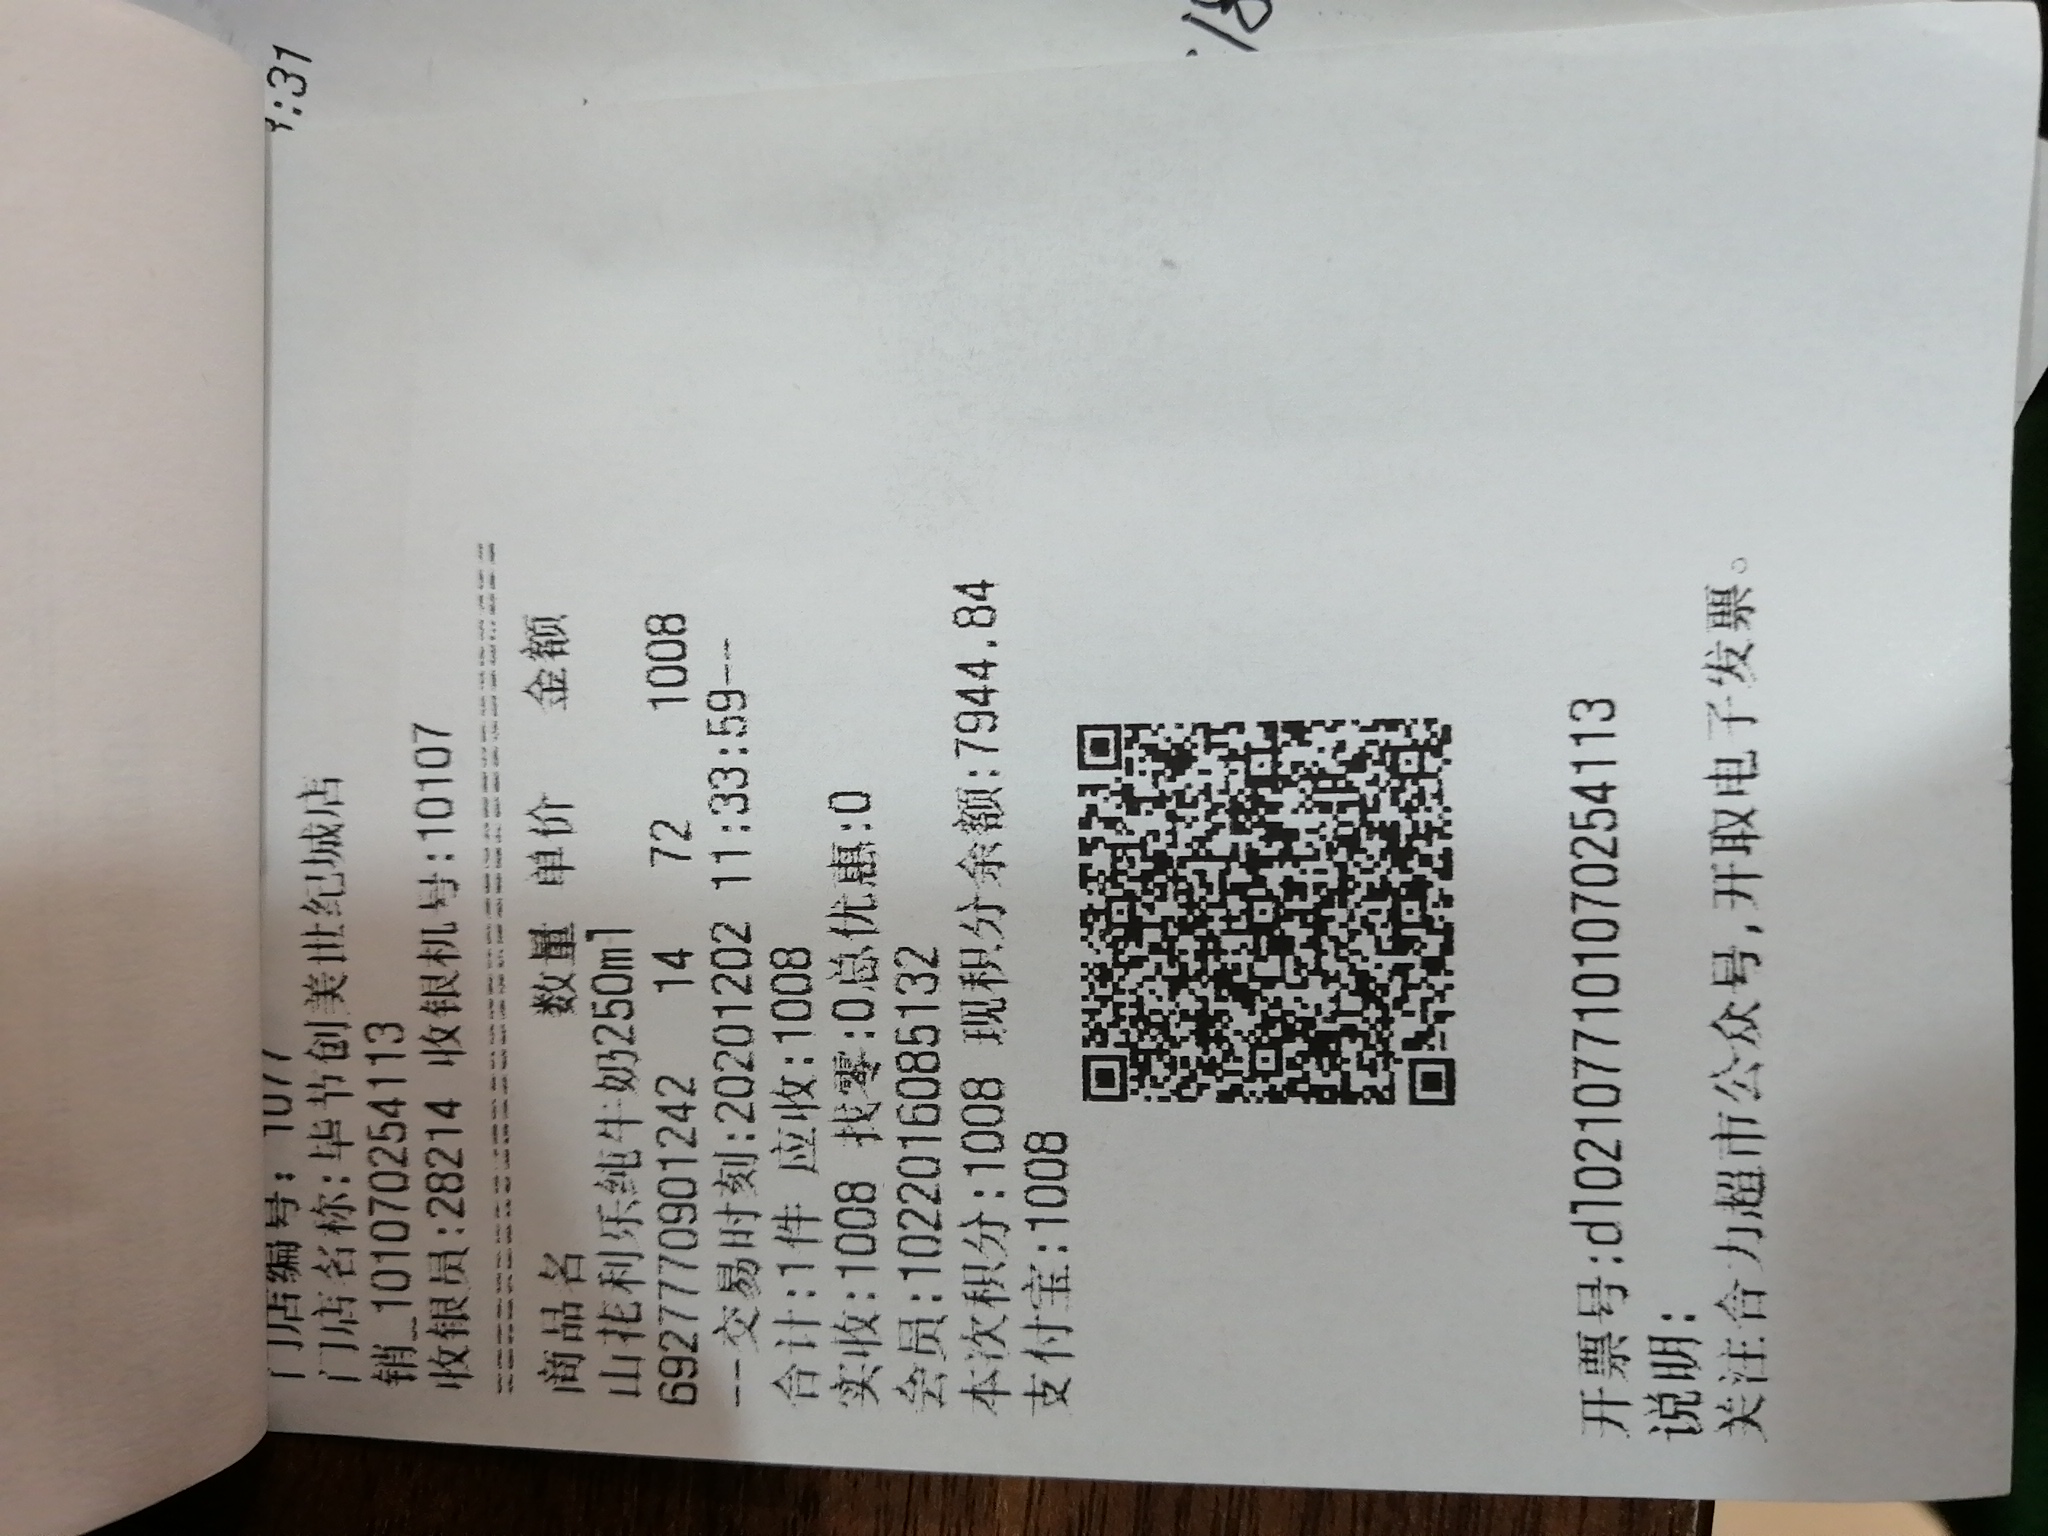 门店编号: 1077
门店名称:毕节创美世纪城店
销_1010702541​13
收银员:28214 收银机号:10107
商品名 数量 单价 金额
山花利乐纯牛奶250ml
6927770901242 14 72 1008
--交易时刻:20201202 11:33:59--
合计:1件 应收:1008
实收:1008 找零:0总优惠:0
会员:1022016085132
本次积分:1008 现积分余额:7944.84
支付宝:1008
开票号:d102107710107​0254113
说明:
关注合力超市公众号,开取电子发票。
:31